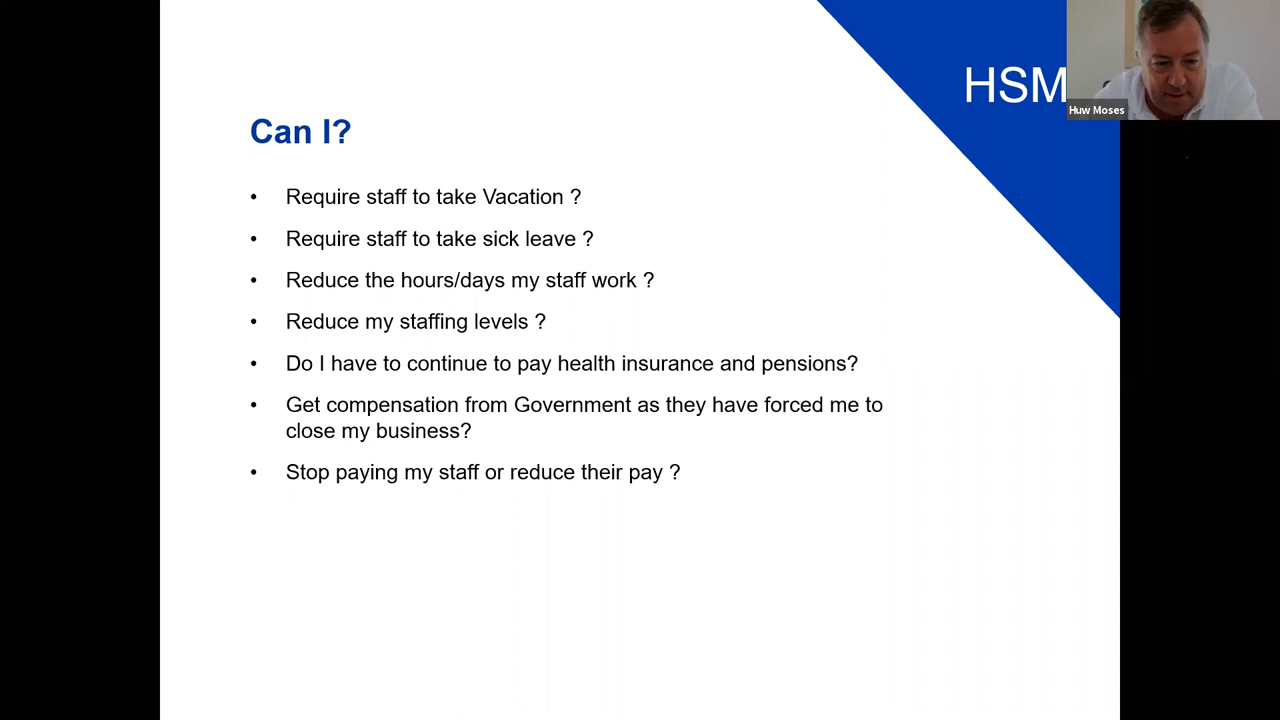 HSM
Huw Moses
Can I?
• Require staff to take Vacation ?
• Require staff to take sick leave ?
• Reduce the hours/days my staff work ?
• Reduce my staffing levels ?
• Do I have to continue to pay health insurance and pensions?
• Get compensation from Government as they have forced me to
close my business?
• Stop paying my staff or reduce their pay ?